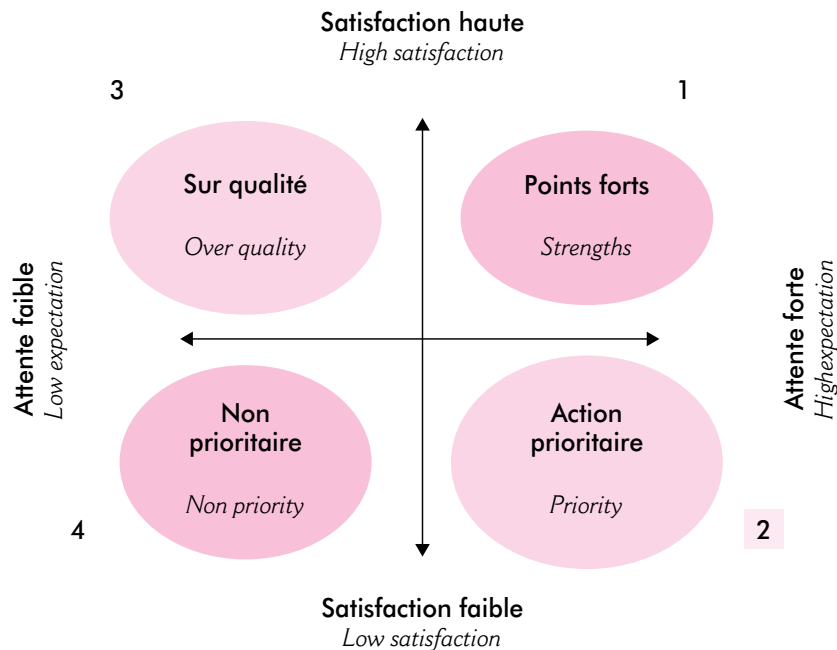 Satisfaction haute
High satisfaction
3
1
Sur qualité
Over quality
Points forts
Strengths
Attente faible
Low expectation
Attente forte
Highexpectation
Non
prioritaire
Non priority
Action
prioritaire
Priority
4
2
Satisfaction faible
Low satisfaction